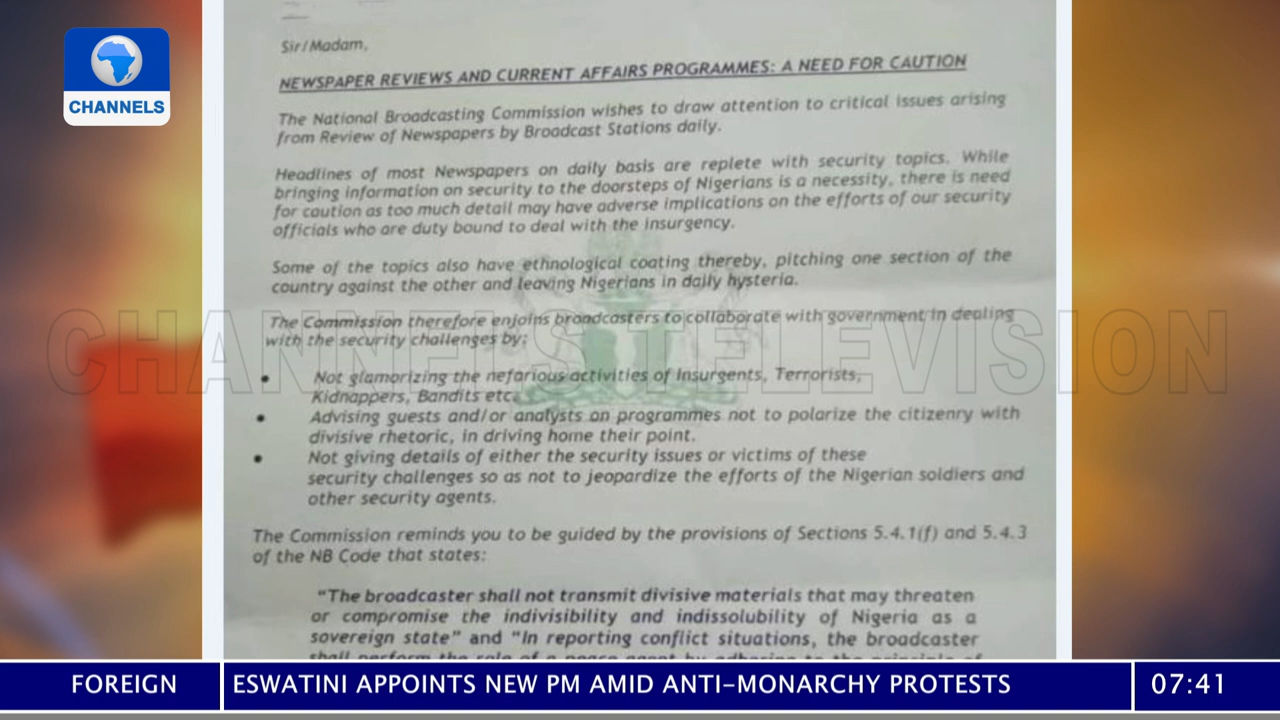 CHANNELS
Sir/Madam,
NEWSPAPER REVIEWS AND CURRENT AFFAIRS PROGRAMMES: A NEED FOR CAUTION
The National Broadcasting Commission wishes to draw attention to critical issues arising
from Review of Newspapers by Broadcast Stations daily.
Headlines of most Newspapers on daily basis are replete with security topics. While
bringing information on security to the doorsteps of Nigerians is a necessity, there is need
for caution as too much detail may have adverse implications on the efforts of our security
officials who are duty bound to deal with the insurgency.
Some of the topics also have ethnological coating thereby, pitching one section of the
country against the other and leaving Nigerians in daily hysteria.
The Commission therefore enjoins broadcasters to collaborate with government in dealing
with the security challenges by:
• Not glamorizing the nefarious activities of Insurgents, Terrorists,
Kidnappers, Bandits etc.
• Advising guests and/or analysts on programmes not to polarize the citizenry with
divisive rhetoric, in driving home their point.
• Not giving details of either the security issues or victims of these
security challenges so as not to jeopardize the efforts of the Nigerian soldiers and
other security agents.
The Commission reminds you to be guided by the provisions of Sections 5.4.1(f) and 5.4.3
of the NB Code that states:
"The broadcaster shall not transmit divisive materials that may threaten
or compromise the indivisibility and indissolubility of Nigeria as a
sovereign state" and "In reporting conflict situations, the broadcaster
shall perform the role of a peace agent by adhering to the principle of
CHANNELS TELEVISION
FOREIGN
ESWATINI APPOINTS NEW PM AMID ANTI-MONARCHY PROTESTS
07:41